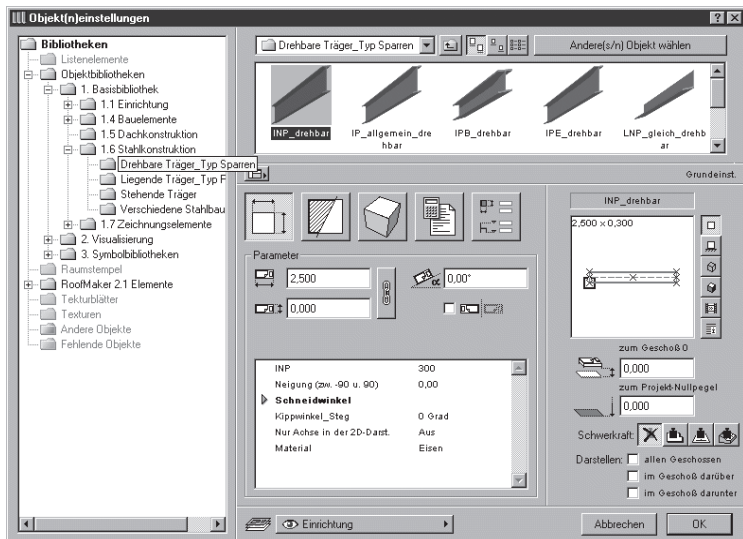 Objekt(n)einstellungen
Bibliotheken
Listenelemente
Objektbibliotheken
1. Basisbibliothek
1.1 Einrichtung
1.4 Bauelemente
1.5 Dachkonstruktion
1.6 Stahlkonstruktion
Drehbare Träger_Typ Sparren
Liegende Träger_Typ F
Stehende Träger
Verschiedene Stahlbau
1.7 Zeichnungselemente
2. Visualisierung
3. Symbolbibliotheken
Raumstempel
RoofMaker 2.1 Elemente
Tekturblätter
Texturen
Andere Objekte
Fehlende Objekte
Drehbare Träger_Typ Sparren
Andere(s/n) Objekt wählen
INP_drehbar
IP_allgemein_dre
hbar
IPB_drehbar
IPE_drehbar
LNP_gleich_drehb
ar
Grundeinst.
Parameter
2,500
α
0,00°
0,000
INP 300
Neigung (zw. -90 u. 90) 0,00
Schneidwinkel
Kippwinkel_Steg 0 Grad
Nur Achse in der 2D-Darst. Aus
Material Eisen
INP_drehbar
2,500 x 0,300
zum Geschoß 0
0,000
zum Projekt-Nullpegel
0,000
Schwerkraft:
Darstellen: allen Geschossen
im Geschoß darüber
im Geschoß darunter
Einrichtung
Abbrechen
OK